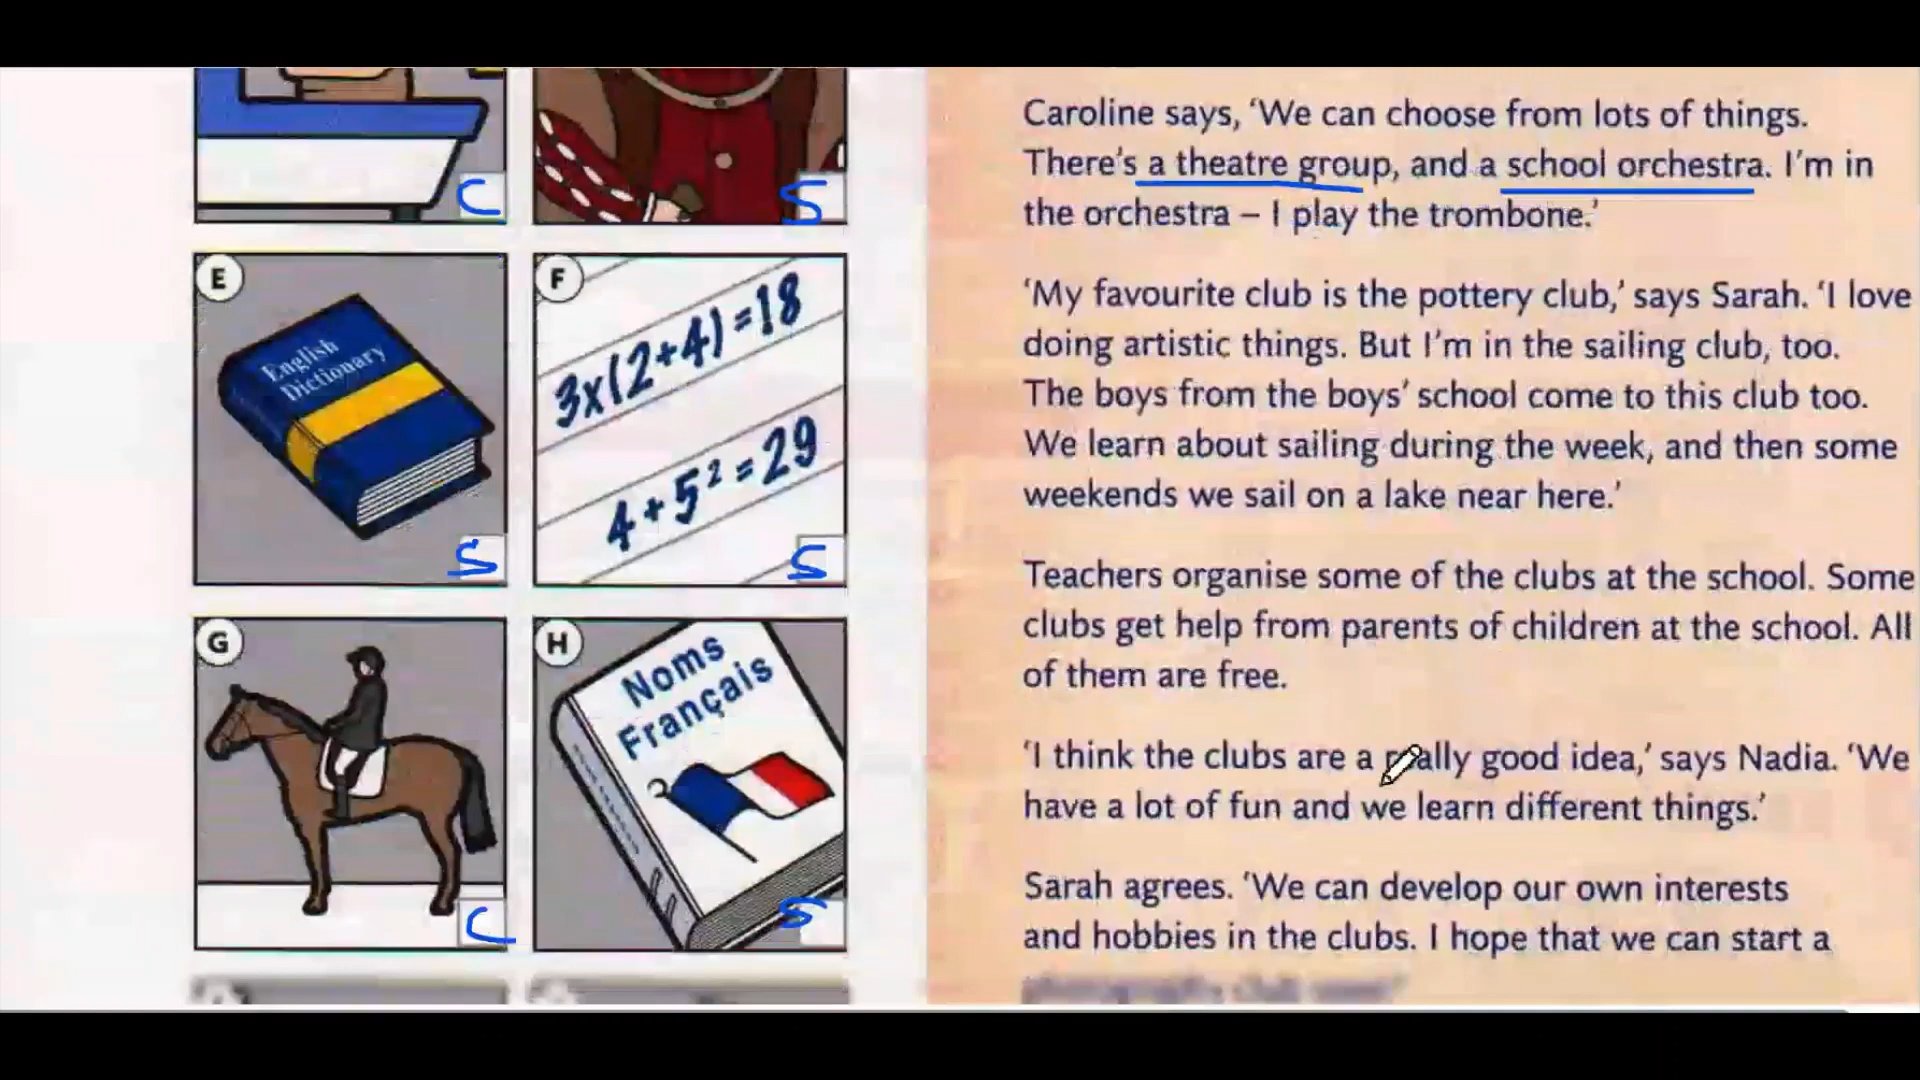 C
S
E
English
Dictionary
S
F
3x(2+4)=18
4+5²=29
S
G
C
H
Noms
Français
S
Caroline says, ‘We can choose from lots of things.
There’s a theatre group, and a school orchestra. I’m in
the orchestra – I play the trombone.’
‘My favourite club is the pottery club,’ says Sarah. ‘I love
doing artistic things. But I’m in the sailing club, too.
The boys from the boys’ school come to this club too.
We learn about sailing during the week, and then some
weekends we sail on a lake near here.’
Teachers organise some of the clubs at the school. Some
clubs get help from parents of children at the school. All
of them are free.
‘I think the clubs are a really good idea,’ says Nadia. ‘We
have a lot of fun and we learn different things.’
Sarah agrees. ‘We can develop our own interests
and hobbies in the clubs. I hope that we can start a